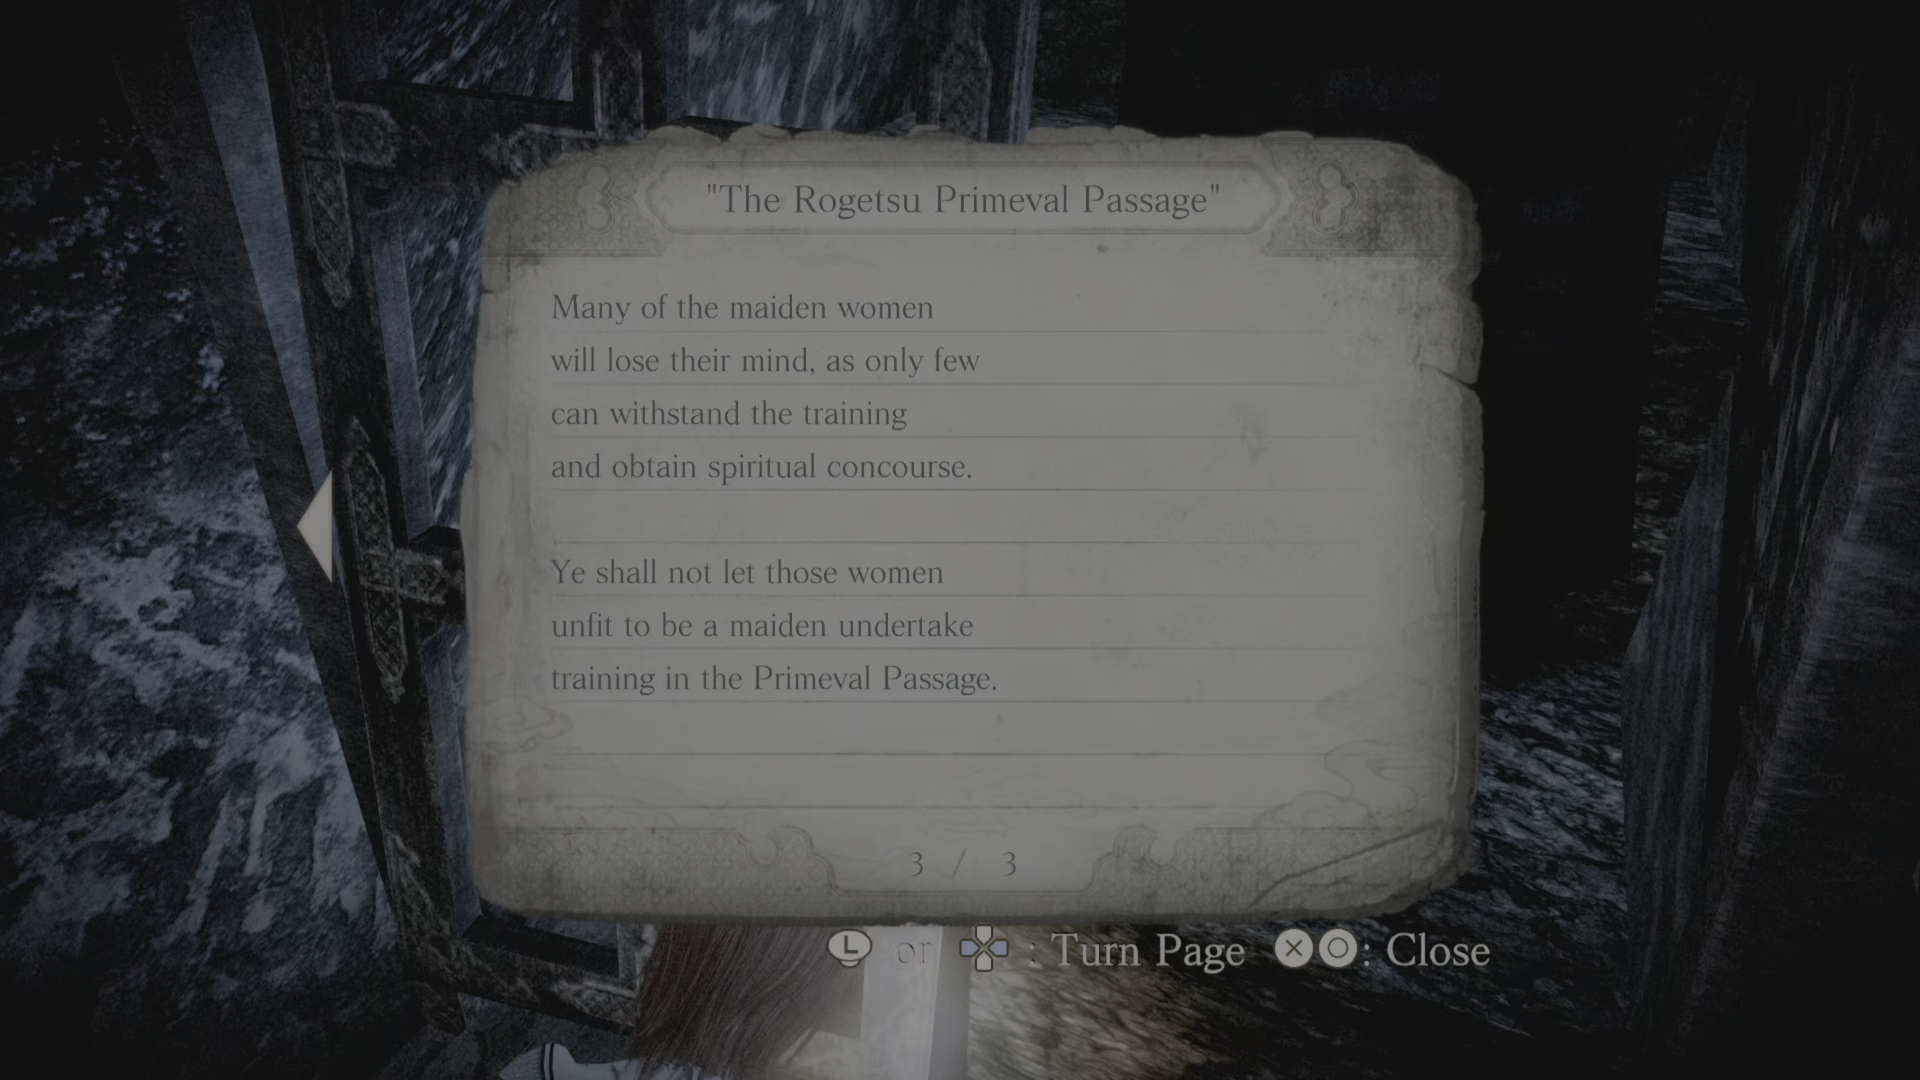 "The Rogetsu Primeval Passage"
Many of the maiden women
will lose their mind, as only few
can withstand the training
and obtain spiritual concourse.
Ye shall not let those women
unfit to be a maiden undertake
training in the Primeval Passage.
3 / 3
L or : Turn Page : Close